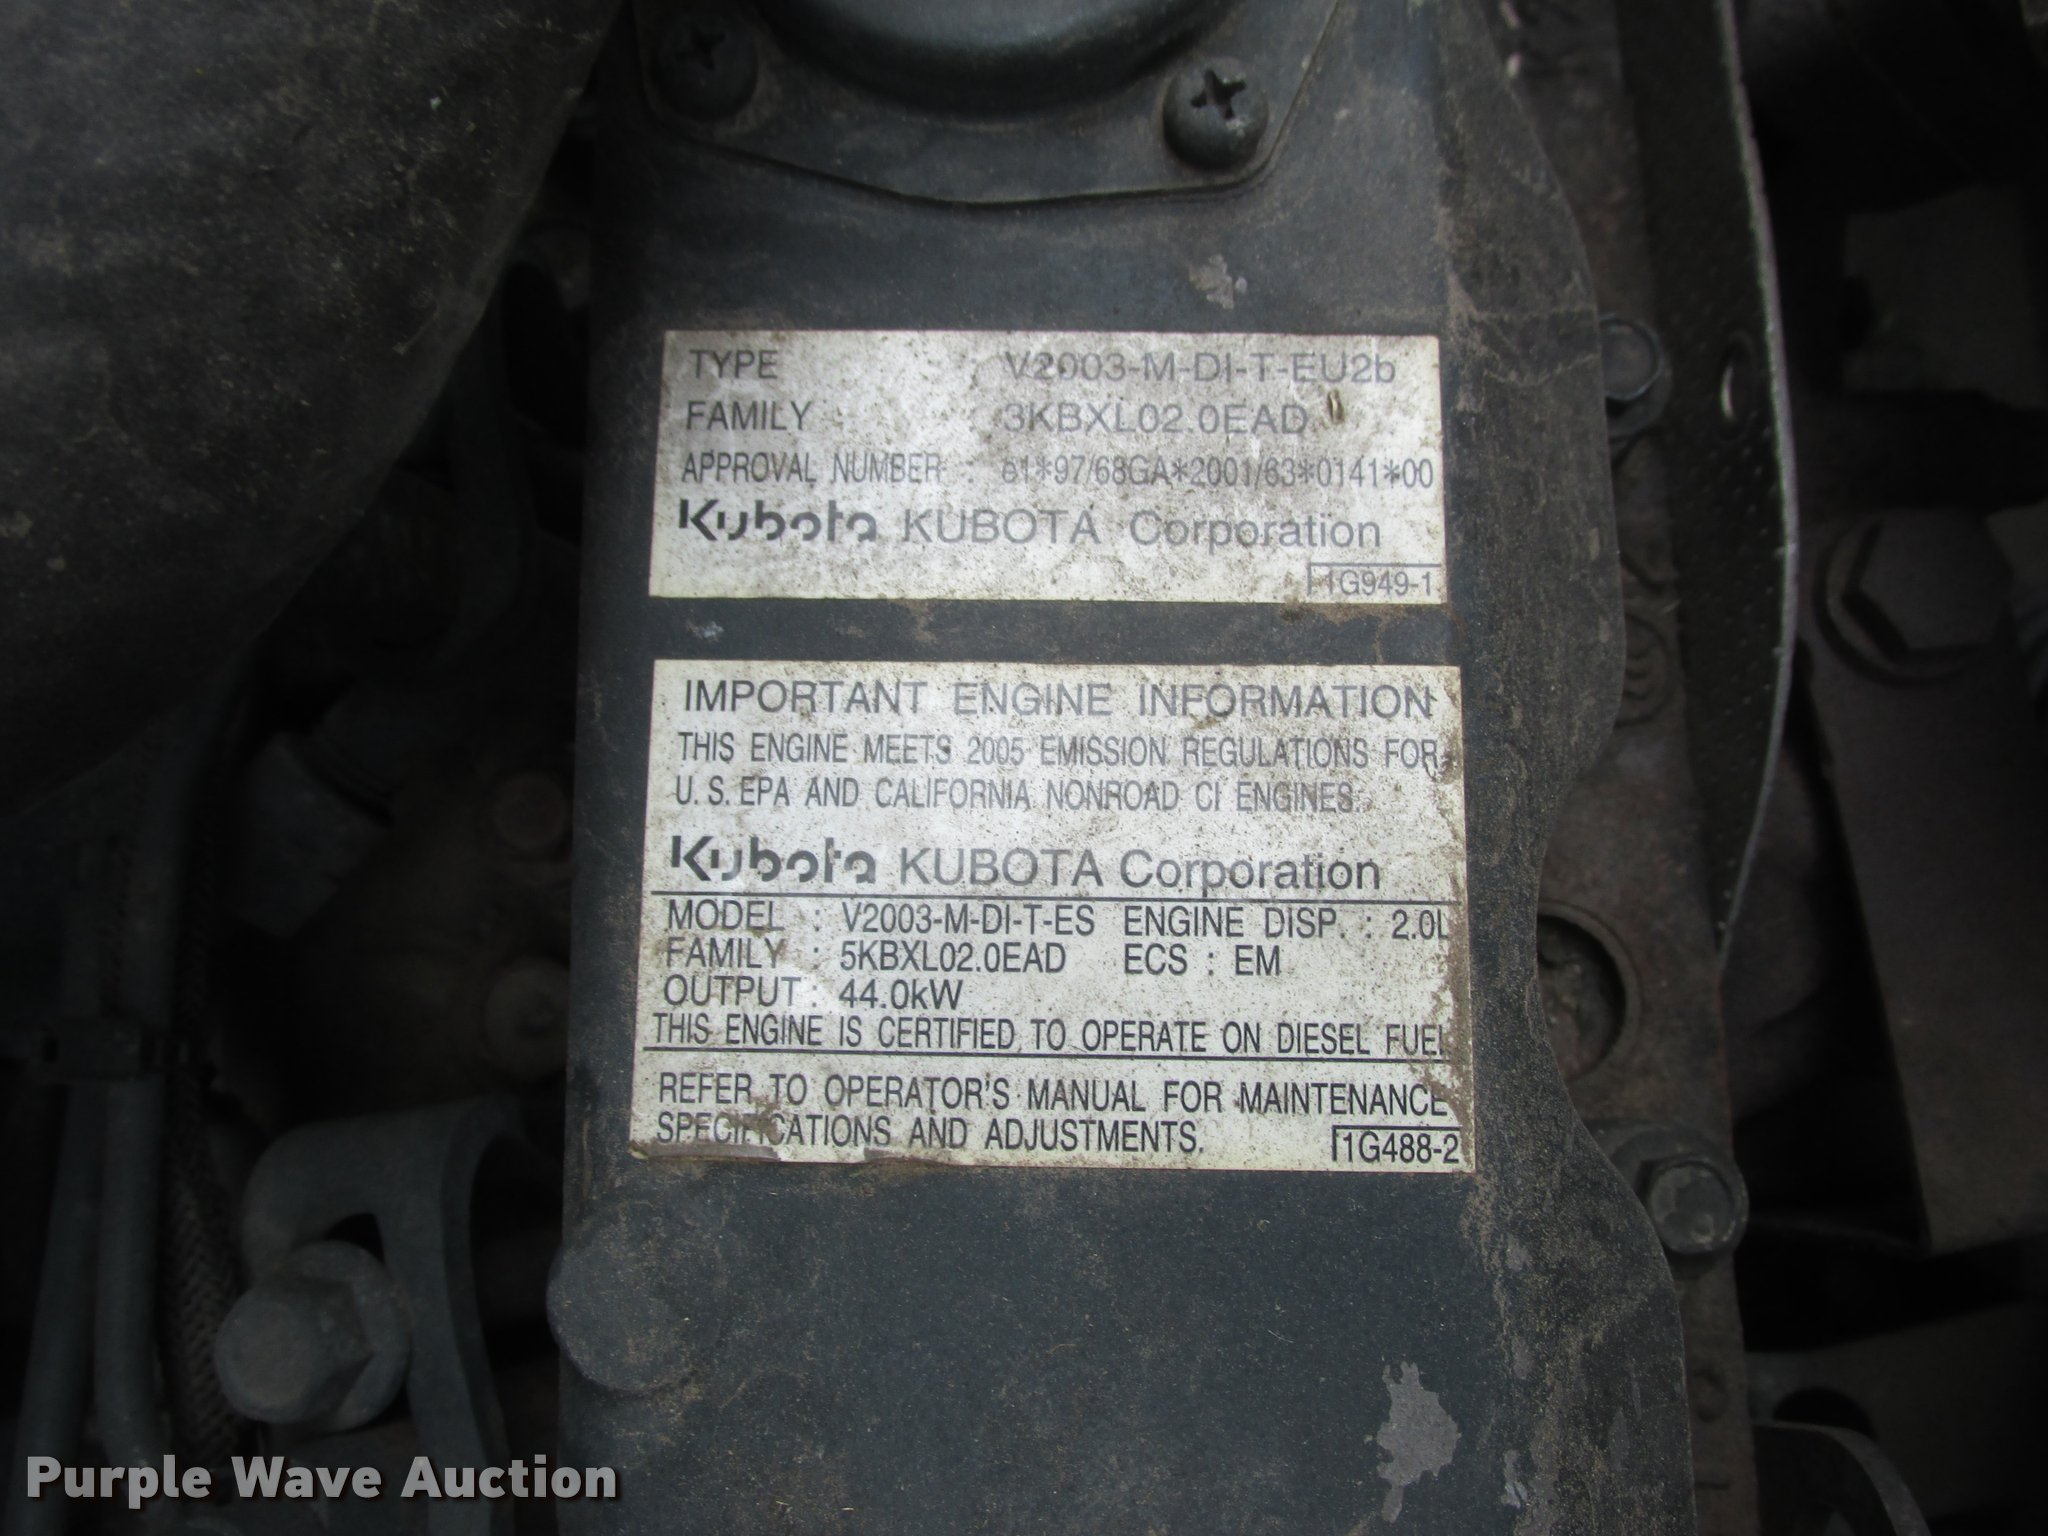 TYPE : V2003-M-DI-T-EU2b
FAMILY : 3KBXL02.0EAD
APPROVAL NUMBER : e1*97/68GA*2001/63*0141*00
Kubota KUBOTA Corporation
1G949-1
IMPORTANT ENGINE INFORMATION
THIS ENGINE MEETS 2005 EMISSION REGULATIONS FOR
U.S.EPA AND CALIFORNIA NONROAD CI ENGINES.
Kubota KUBOTA Corporation
MODEL : V2003-M-DI-T-ES ENGINE DISP. : 2.0L
FAMILY : 5KBXL02.0EAD ECS : EM
OUTPUT : 44.0kW
THIS ENGINE IS CERTIFIED TO OPERATE ON DIESEL FUEL
REFER TO OPERATOR'S MANUAL FOR MAINTENANCE
SPECIFICATIONS AND ADJUSTMENTS.
1G488-2
Purple Wave Auction